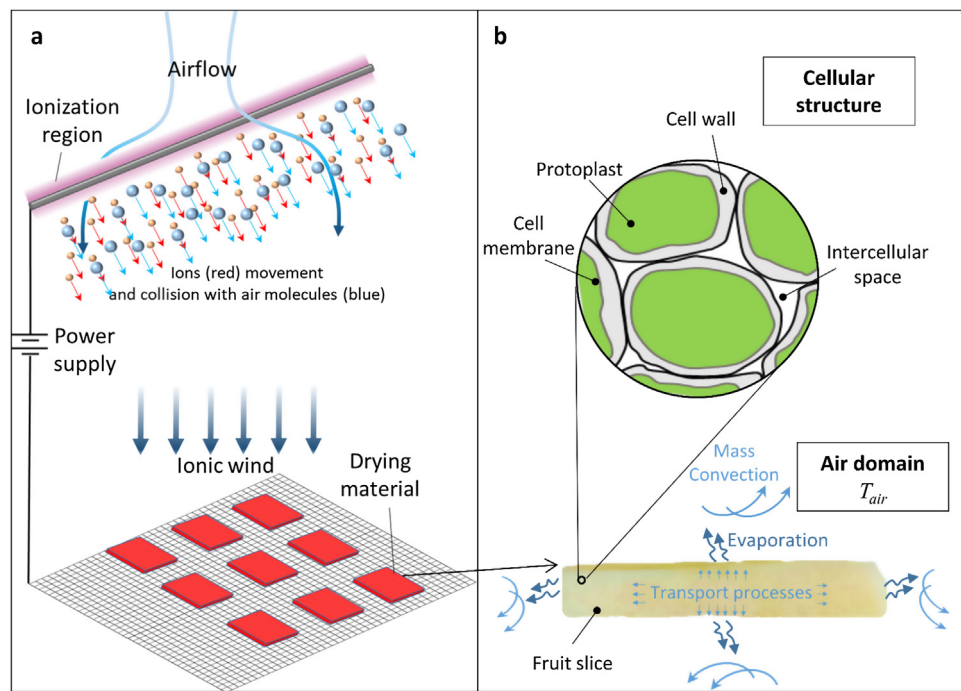 a
Airflow
Ionization
region
Ions (red) movement
and collision with air molecules (blue)
Power
supply
Ionic wind
Drying
material
b
Cellular
structure
Cell wall
Protoplast
Cell
membrane
Intercellular
space
Mass
Convection
Air domain
T_air
Evaporation
Transport processes
Fruit slice